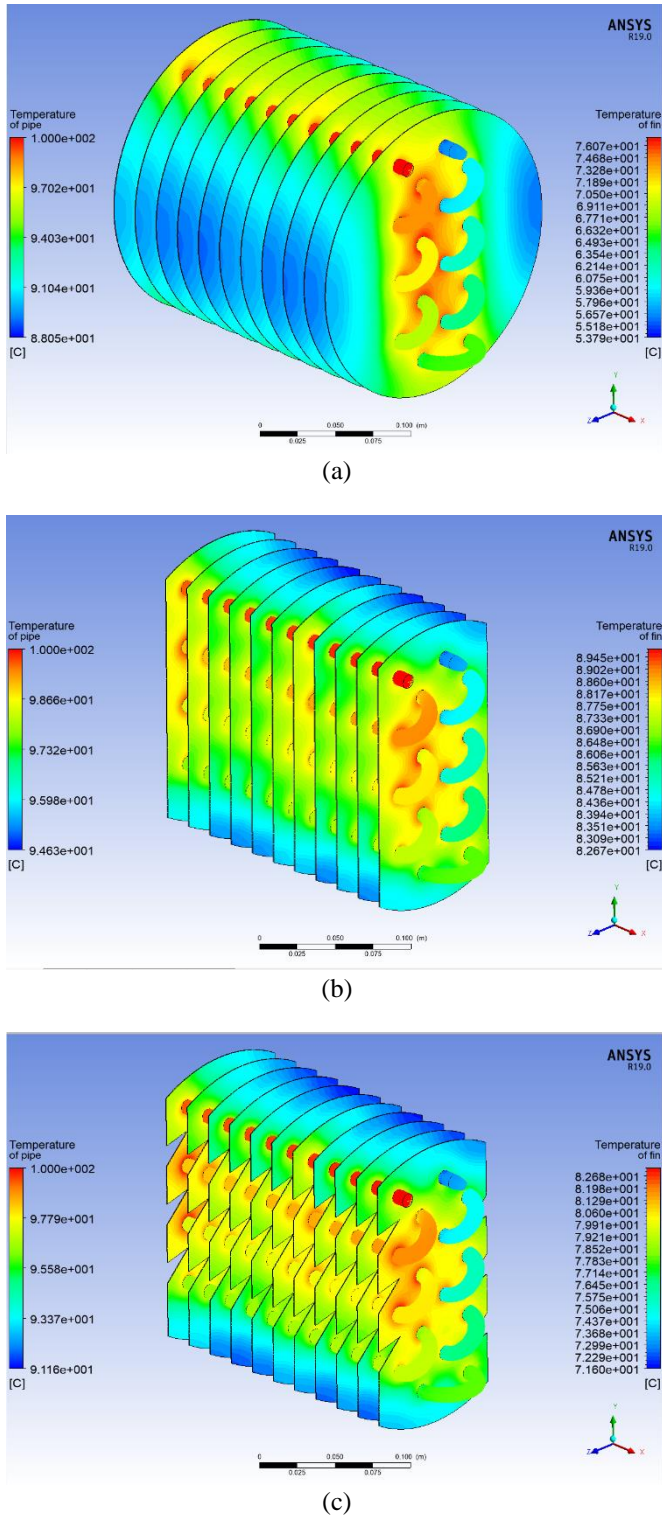 ANSYS
R19.0
Temperature
of pipe
1.000e+002
9.702e+001
9.403e+001
9.104e+001
8.805e+001
[C]
Temperature
of fin
7.607e+001
7.468e+001
7.328e+001
7.189e+001
7.050e+001
6.911e+001
6.771e+001
6.632e+001
6.493e+001
6.354e+001
6.214e+001
6.075e+001
5.936e+001
5.796e+001
5.657e+001
5.518e+001
5.379e+001
[C]
0 0.050 0.100 (m)
0.025 0.075
Y
Z X
(a)
ANSYS
R19.0
Temperature
of pipe
1.000e+002
9.866e+001
9.732e+001
9.598e+001
9.463e+001
[C]
Temperature
of fin
8.945e+001
8.902e+001
8.860e+001
8.817e+001
8.775e+001
8.733e+001
8.690e+001
8.648e+001
8.606e+001
8.563e+001
8.521e+001
8.478e+001
8.436e+001
8.394e+001
8.351e+001
8.309e+001
8.267e+001
[C]
0 0.050 0.100 (m)
0.025 0.075
Y
Z X
(b)
ANSYS
R19.0
Temperature
of pipe
1.000e+002
9.779e+001
9.558e+001
9.337e+001
9.116e+001
[C]
Temperature
of fin
8.268e+001
8.198e+001
8.129e+001
8.060e+001
7.991e+001
7.921e+001
7.852e+001
7.783e+001
7.714e+001
7.645e+001
7.575e+001
7.506e+001
7.437e+001
7.368e+001
7.299e+001
7.229e+001
7.160e+001
[C]
0 0.050 0.100 (m)
0.025 0.075
Y
Z X
(c)